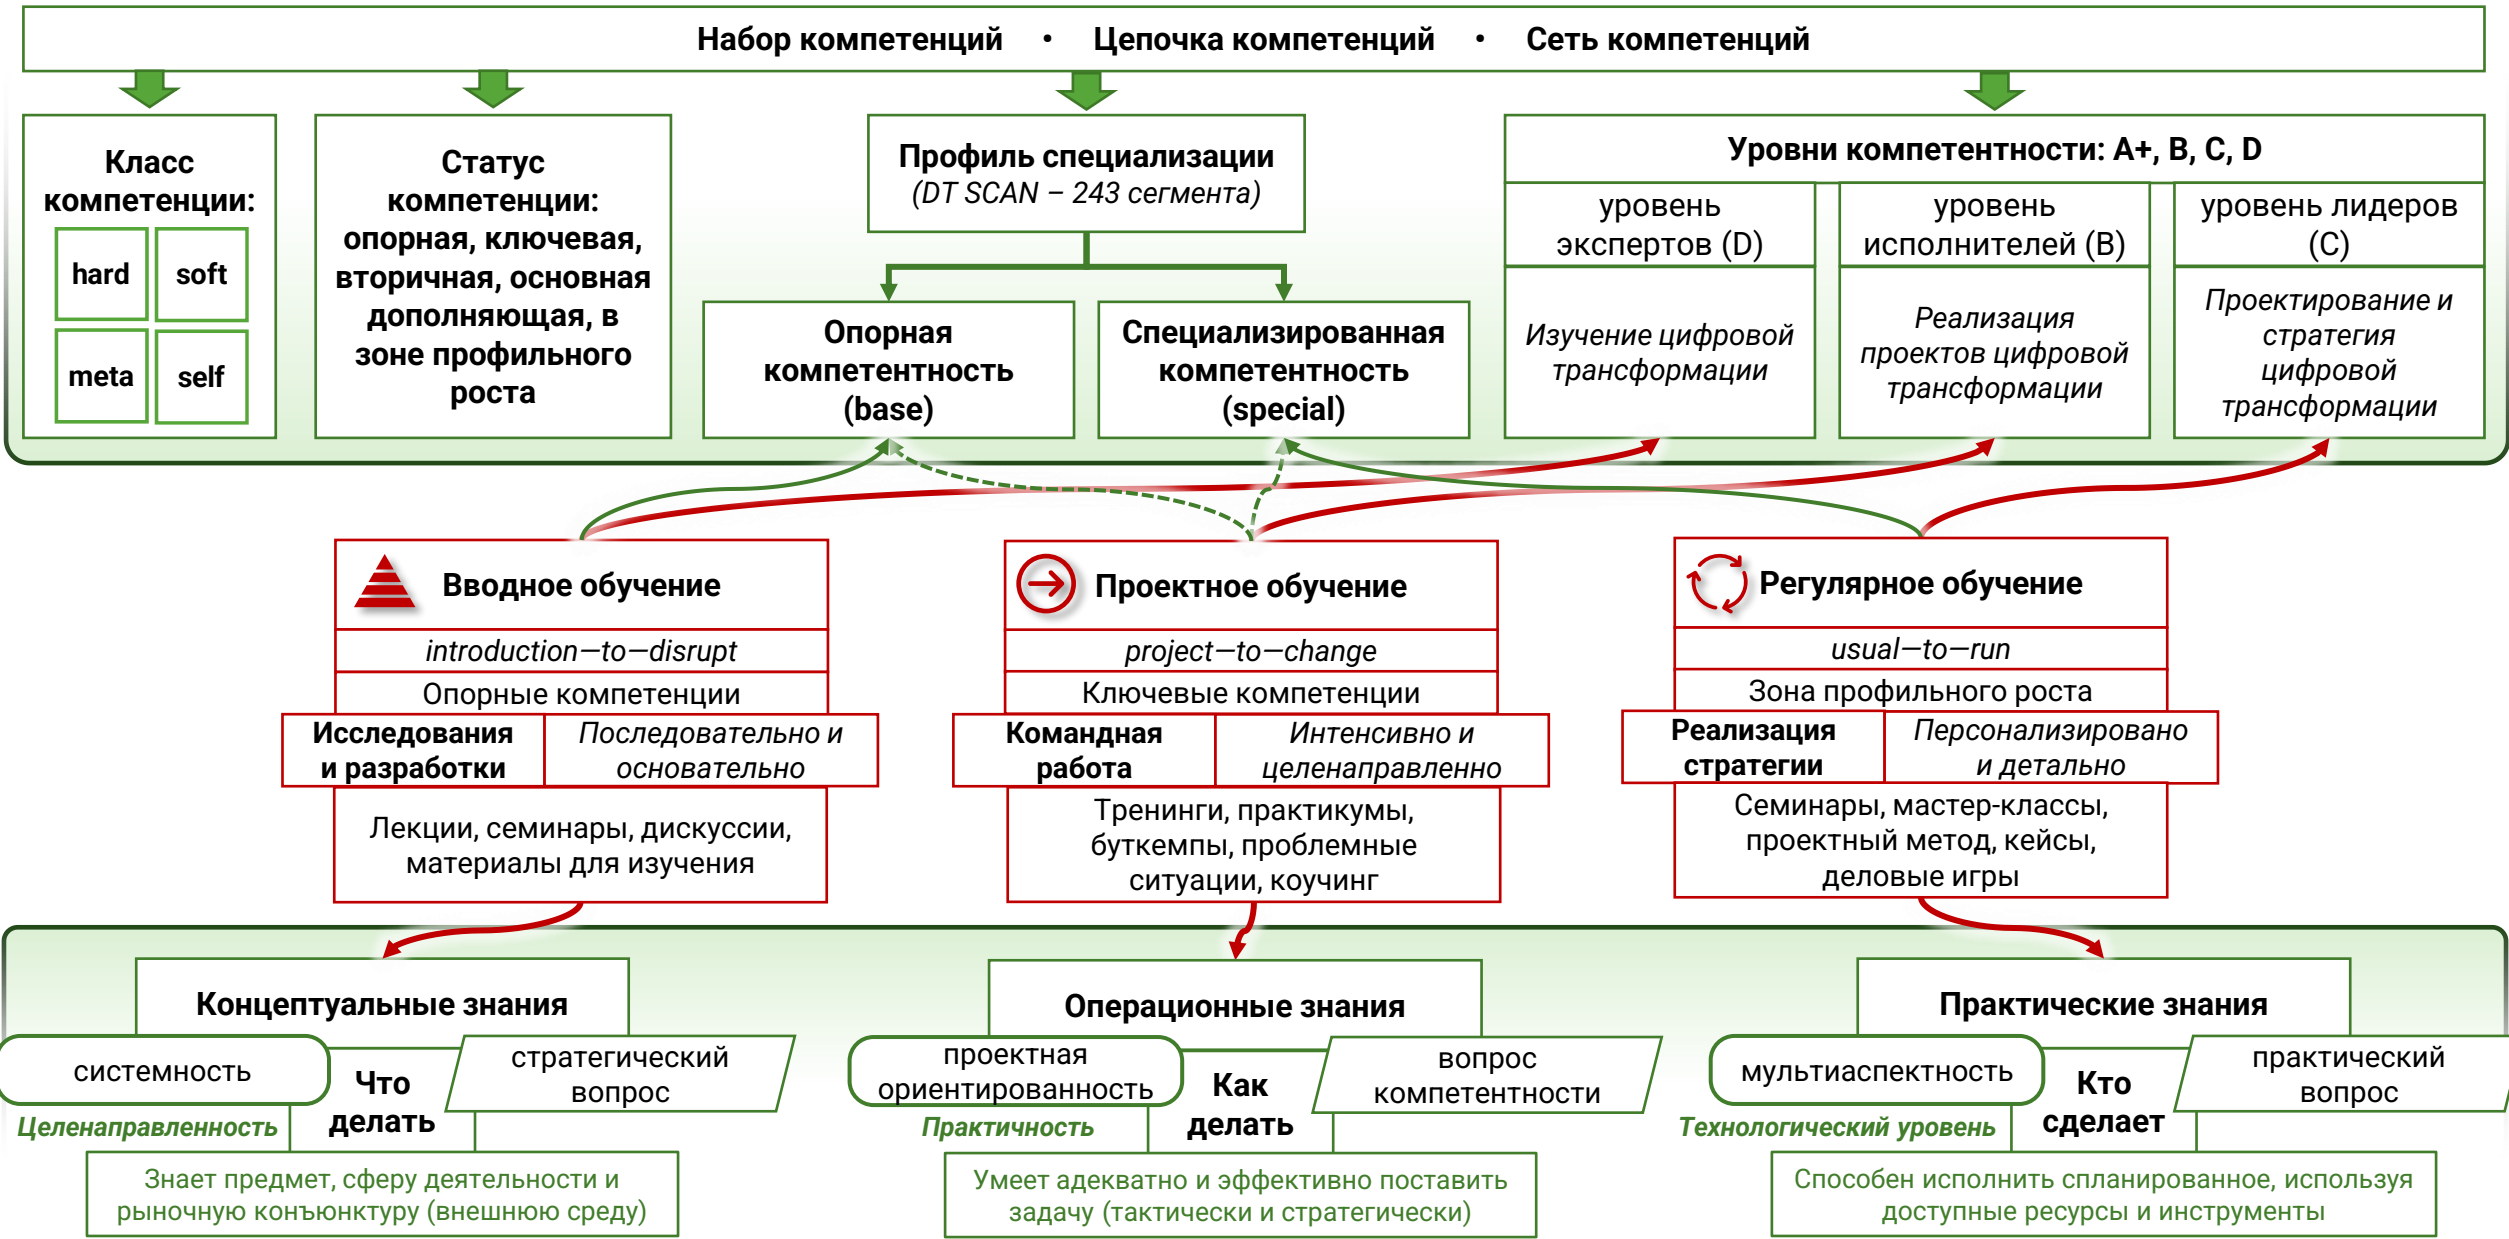 Набор компетенций • Цепочка компетенций • Сеть компетенций
Класс
компетенции:
hard
soft
meta
self
Статус
компетенции:
опорная, ключевая,
вторичная, основная
дополняющая, в
зоне профильного
роста
Профиль специализации
(DT SCAN – 243 сегмента)
Опорная
компетентность
(base)
Специализированная
компетентность
(special)
Уровни компетентности: A+, B, C, D
уровень
экспертов (D)
Изучение цифровой
трансформации
уровень
исполнителей (B)
Реализация
проектов цифровой
трансформации
уровень лидеров
(C)
Проектирование и
стратегия
цифровой
трансформации
Вводное обучение
introduction—to—disrupt
Опорные компетенции
Исследования
и разработки
Последовательно и
основательно
Лекции, семинары, дискуссии,
материалы для изучения
Проектное обучение
project—to—change
Ключевые компетенции
Командная
работа
Интенсивно и
целенаправленно
Тренинги, практикумы,
буткемпы, проблемные
ситуации, коучинг
Регулярное обучение
usual—to—run
Зона профильного роста
Реализация
стратегии
Персонализировано
и детально
Семинары, мастер-классы,
проектный метод, кейсы,
деловые игры
Концептуальные знания
системность
Что
делать
стратегический
вопрос
Целенаправленность
Знает предмет, сферу деятельности и
рыночную конъюнктуру (внешнюю среду)
Операционные знания
проектная
ориентированность
Как
делать
вопрос
компетентности
Практичность
Умеет адекватно и эффективно поставить
задачу (тактически и стратегически)
Практические знания
мультиаспектность
Кто
сделает
практический
вопрос
Технологический уровень
Способен исполнить спланированное, используя
доступные ресурсы и инструменты